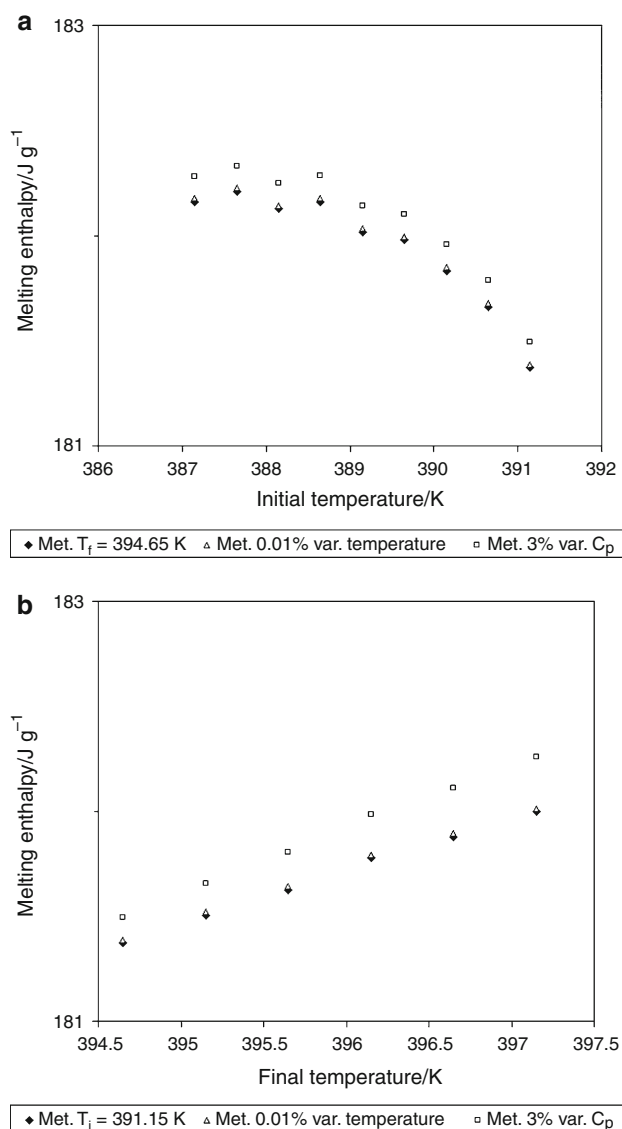 a
183
Melting enthalpy/J g⁻¹
181
386 387 388 389 390 391 392
Initial temperature/K
Met. T_f = 394.65 K Met. 0.01% var. temperature Met. 3% var. C_p
b
183
Melting enthalpy/J g⁻¹
181
394.5 395 395.5 396 396.5 397 397.5
Final temperature/K
Met. T_i = 391.15 K Met. 0.01% var. temperature Met. 3% var. C_p